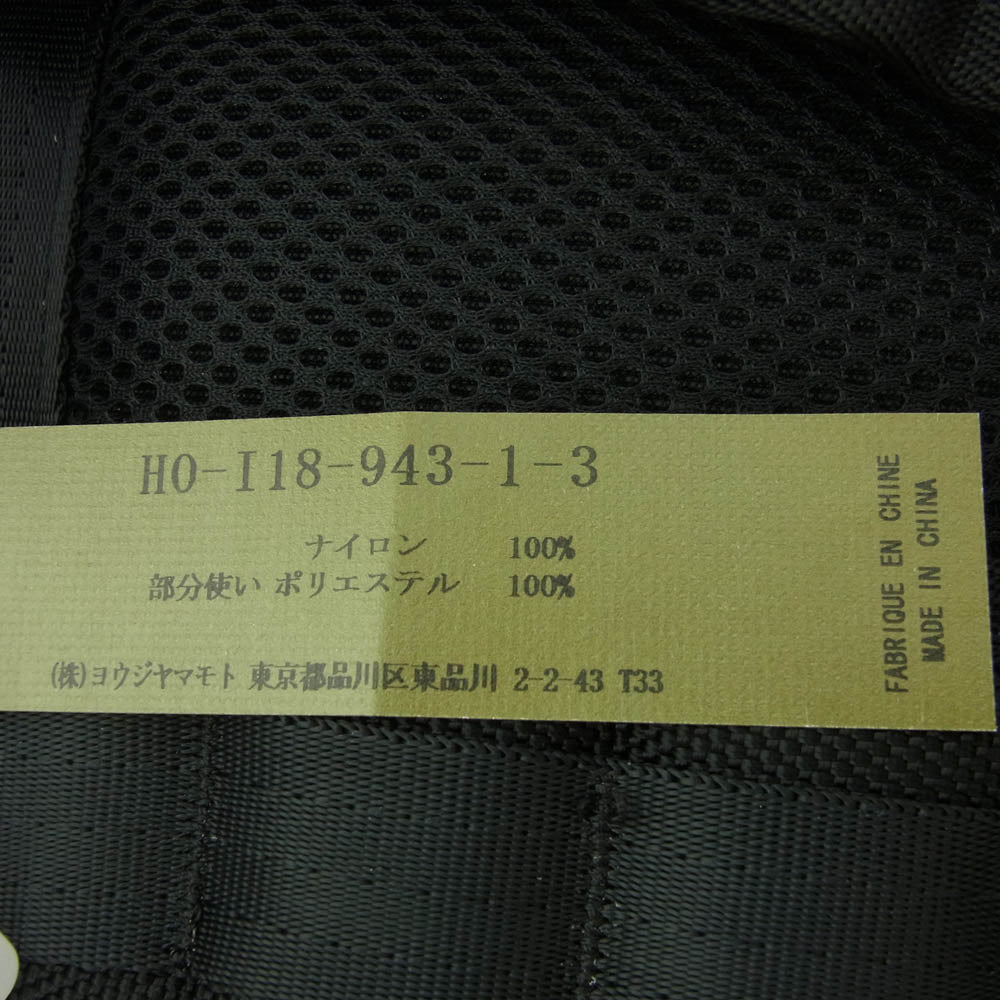 HO-I18-943-1-3
ナイロン 100%
部分使い ポリエステル 100%
(株)ヨウジヤマモト 東京都品川区東品川 2-2-43 T33
FABRIQUE EN CHINE
MADE IN CHINA